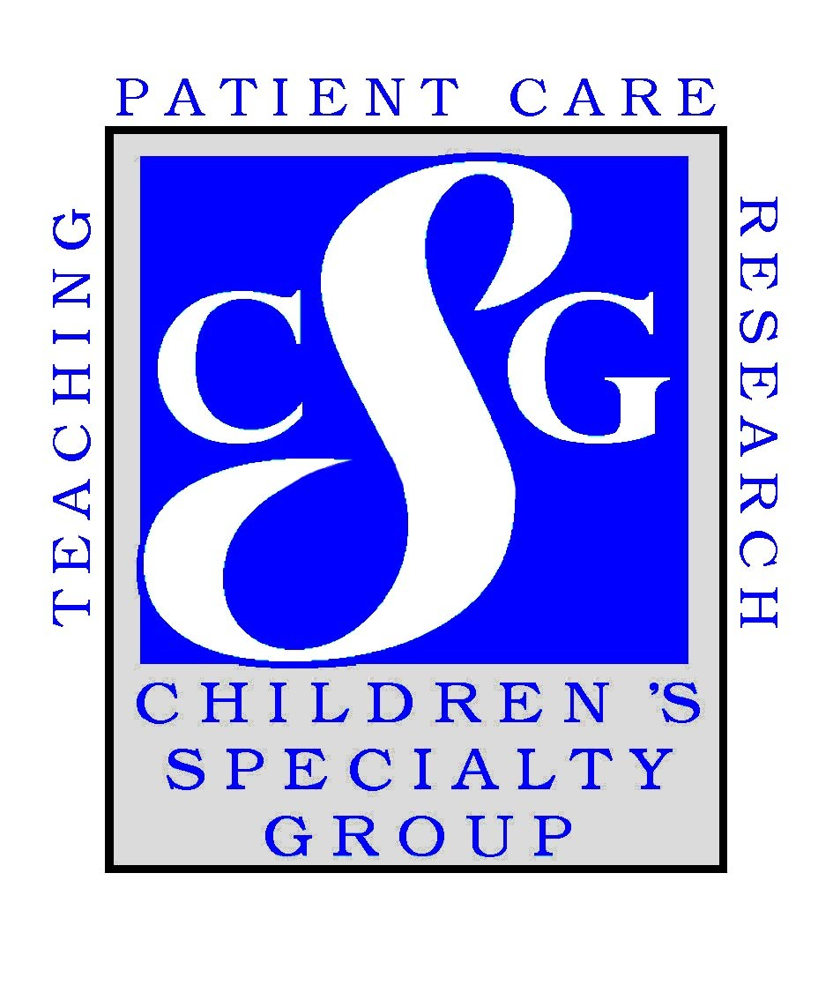 PATIENT CARE
TEACHING
RESEARCH
CSG
CHILDREN'S
SPECIALTY
GROUP